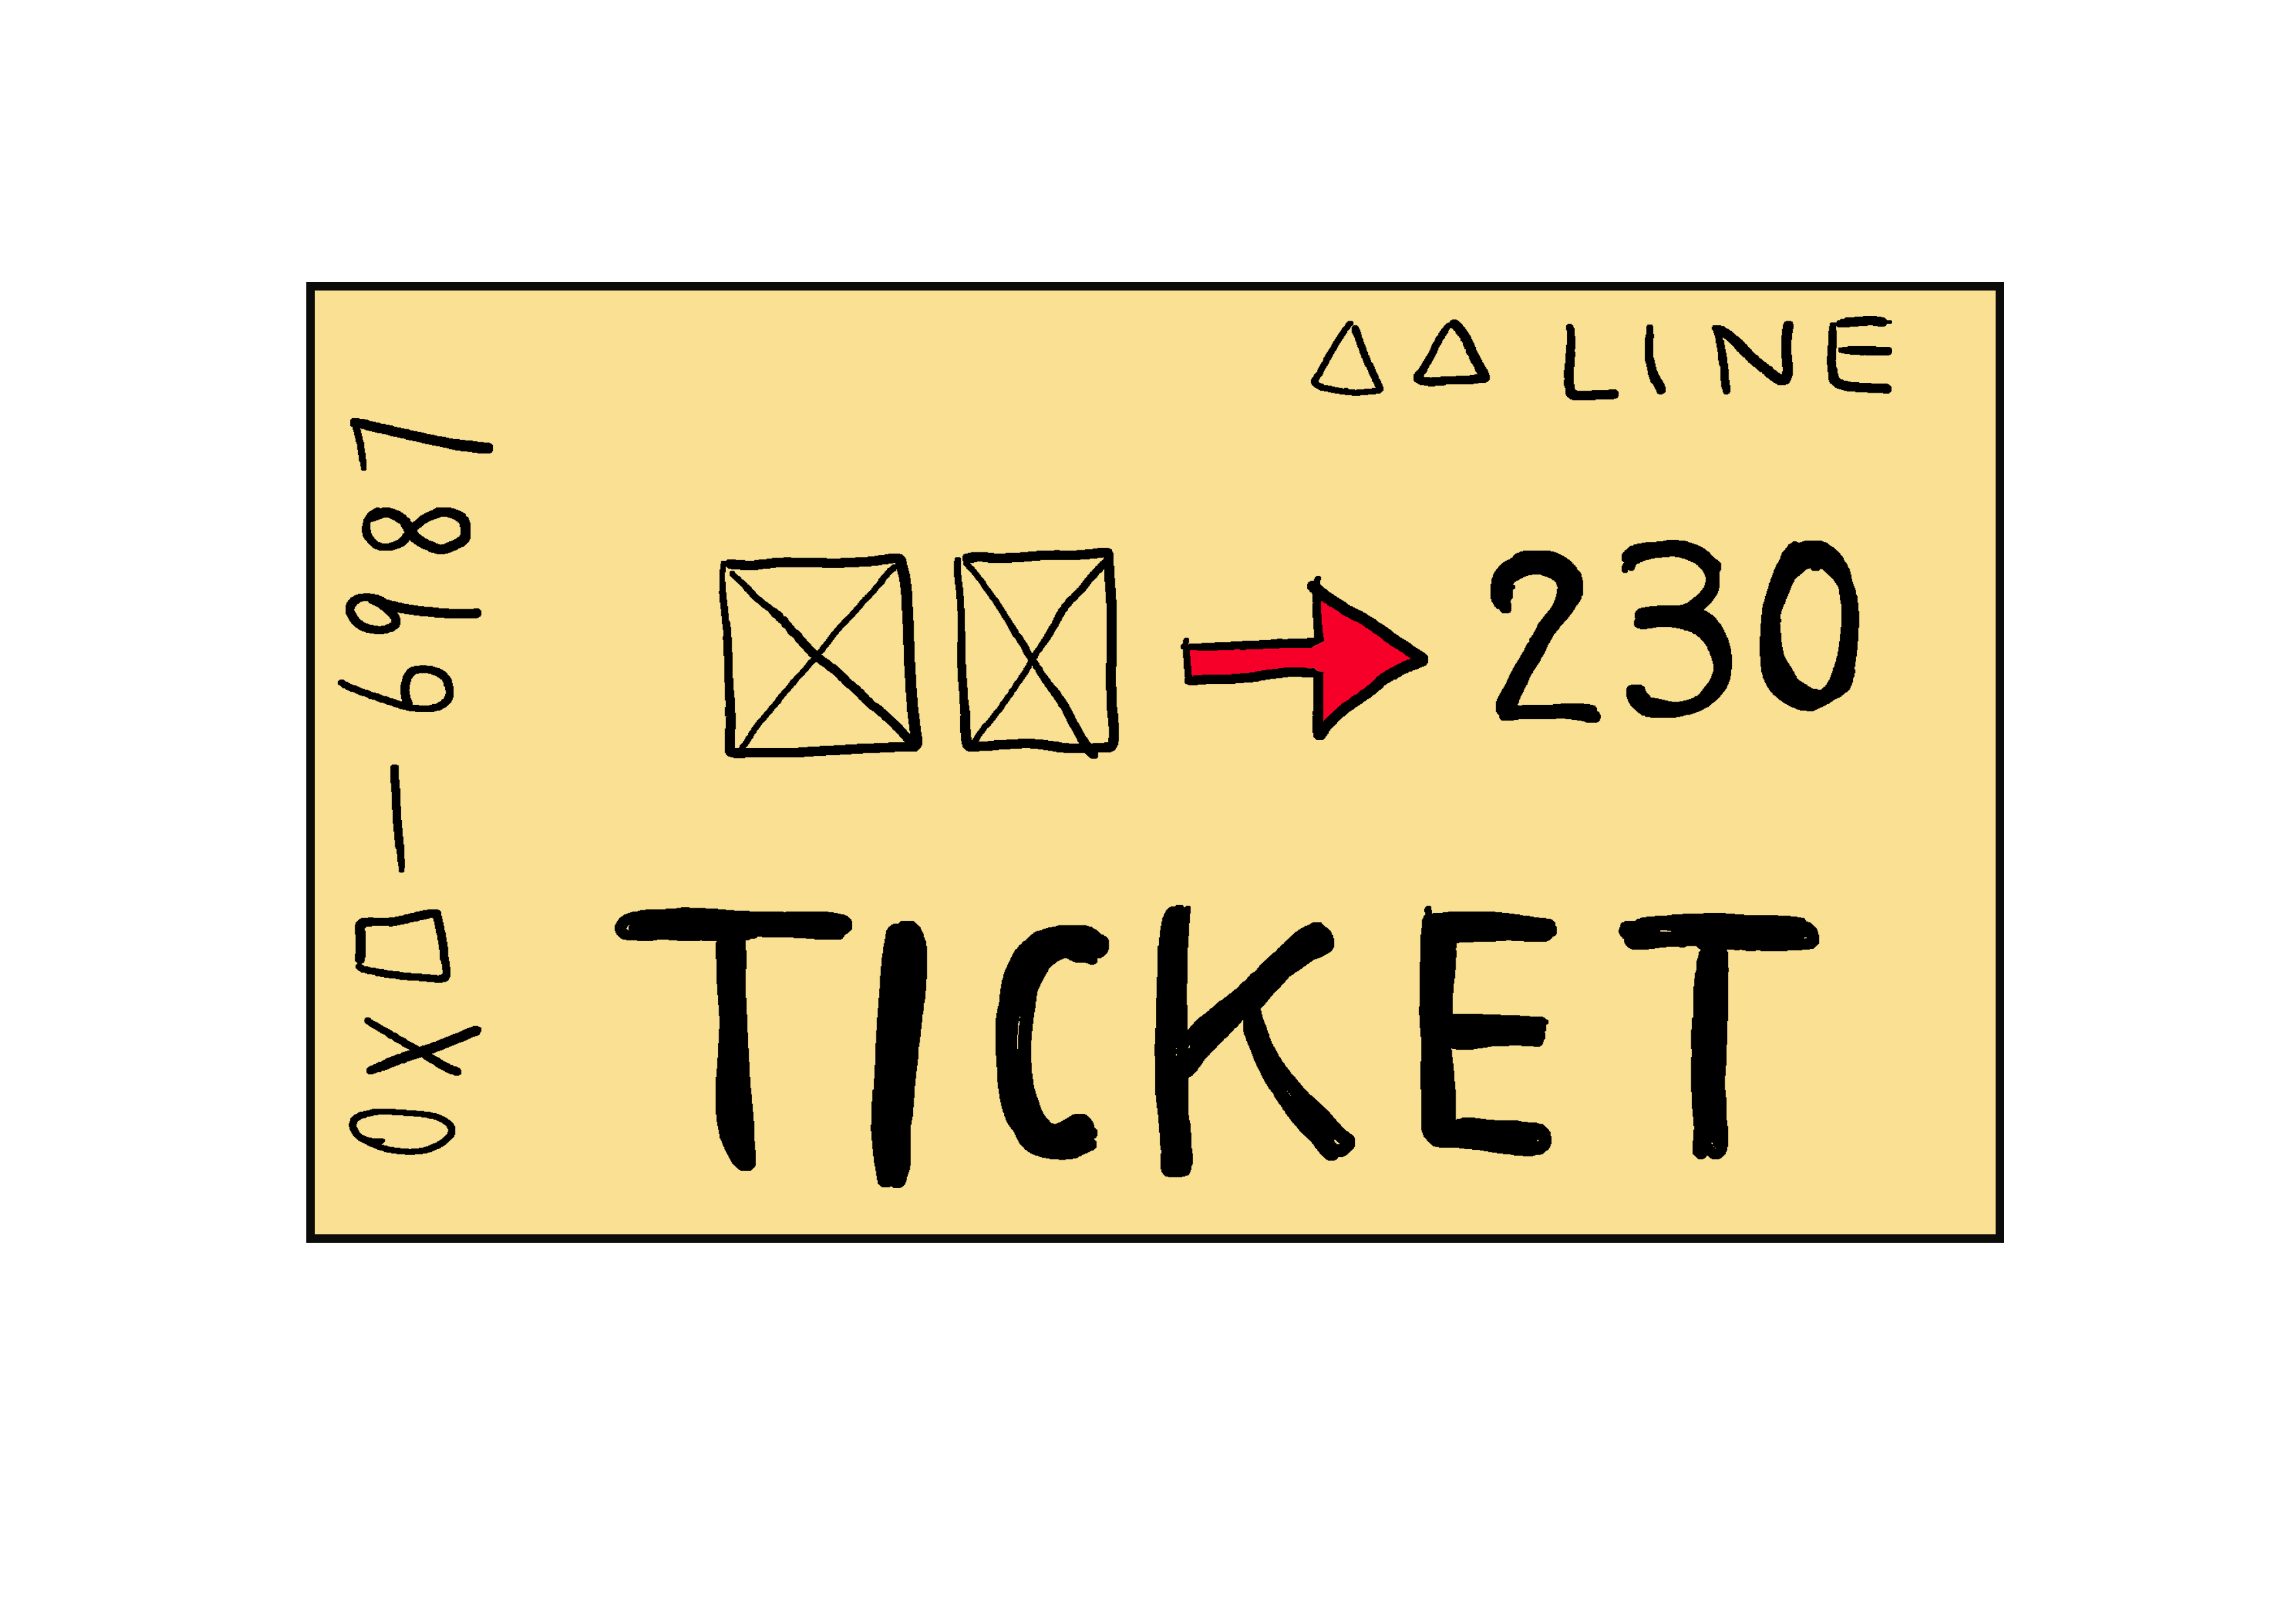 △△ LINE
☒☒→230
TICKET
0X□-6987